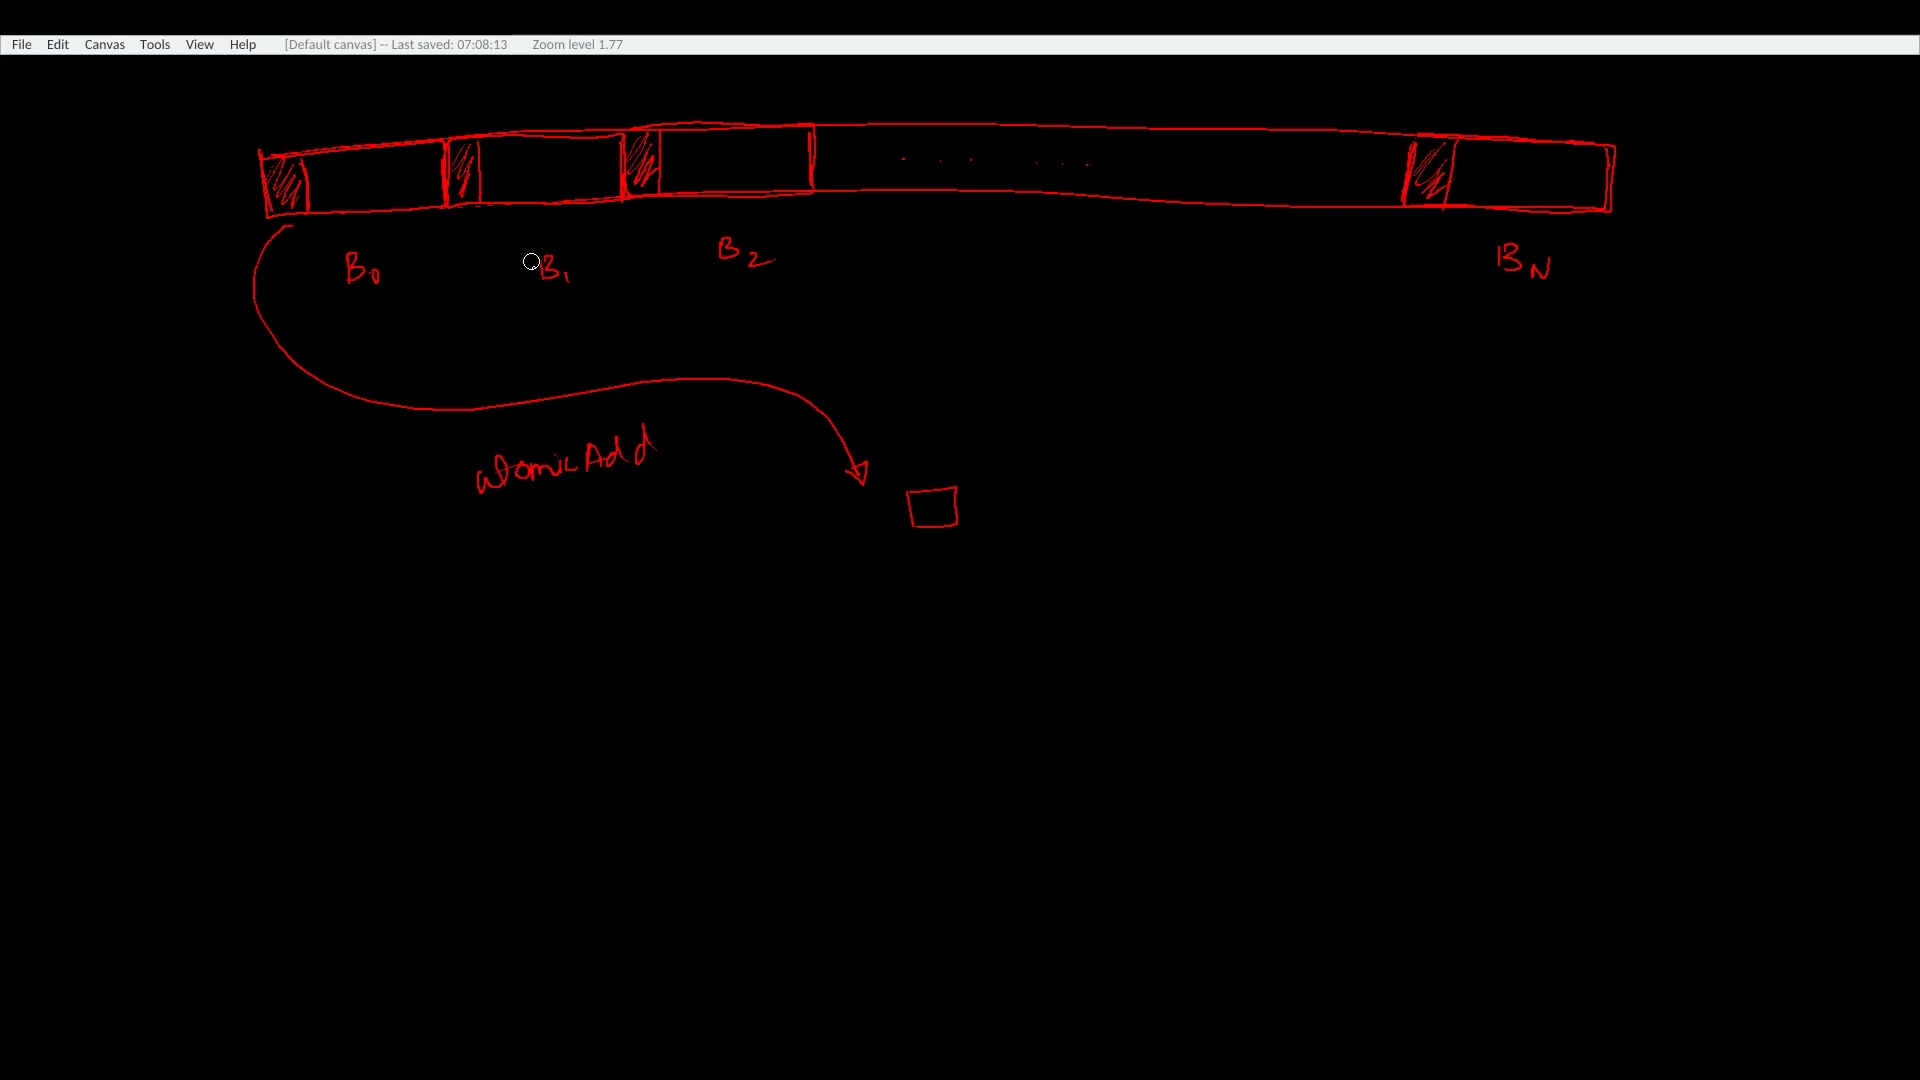 File Edit Canvas Tools View Help [Default canvas] -- Last saved: 07:08:13 Zoom level 1.77
B0 B1 B2 BN
atomicAdd